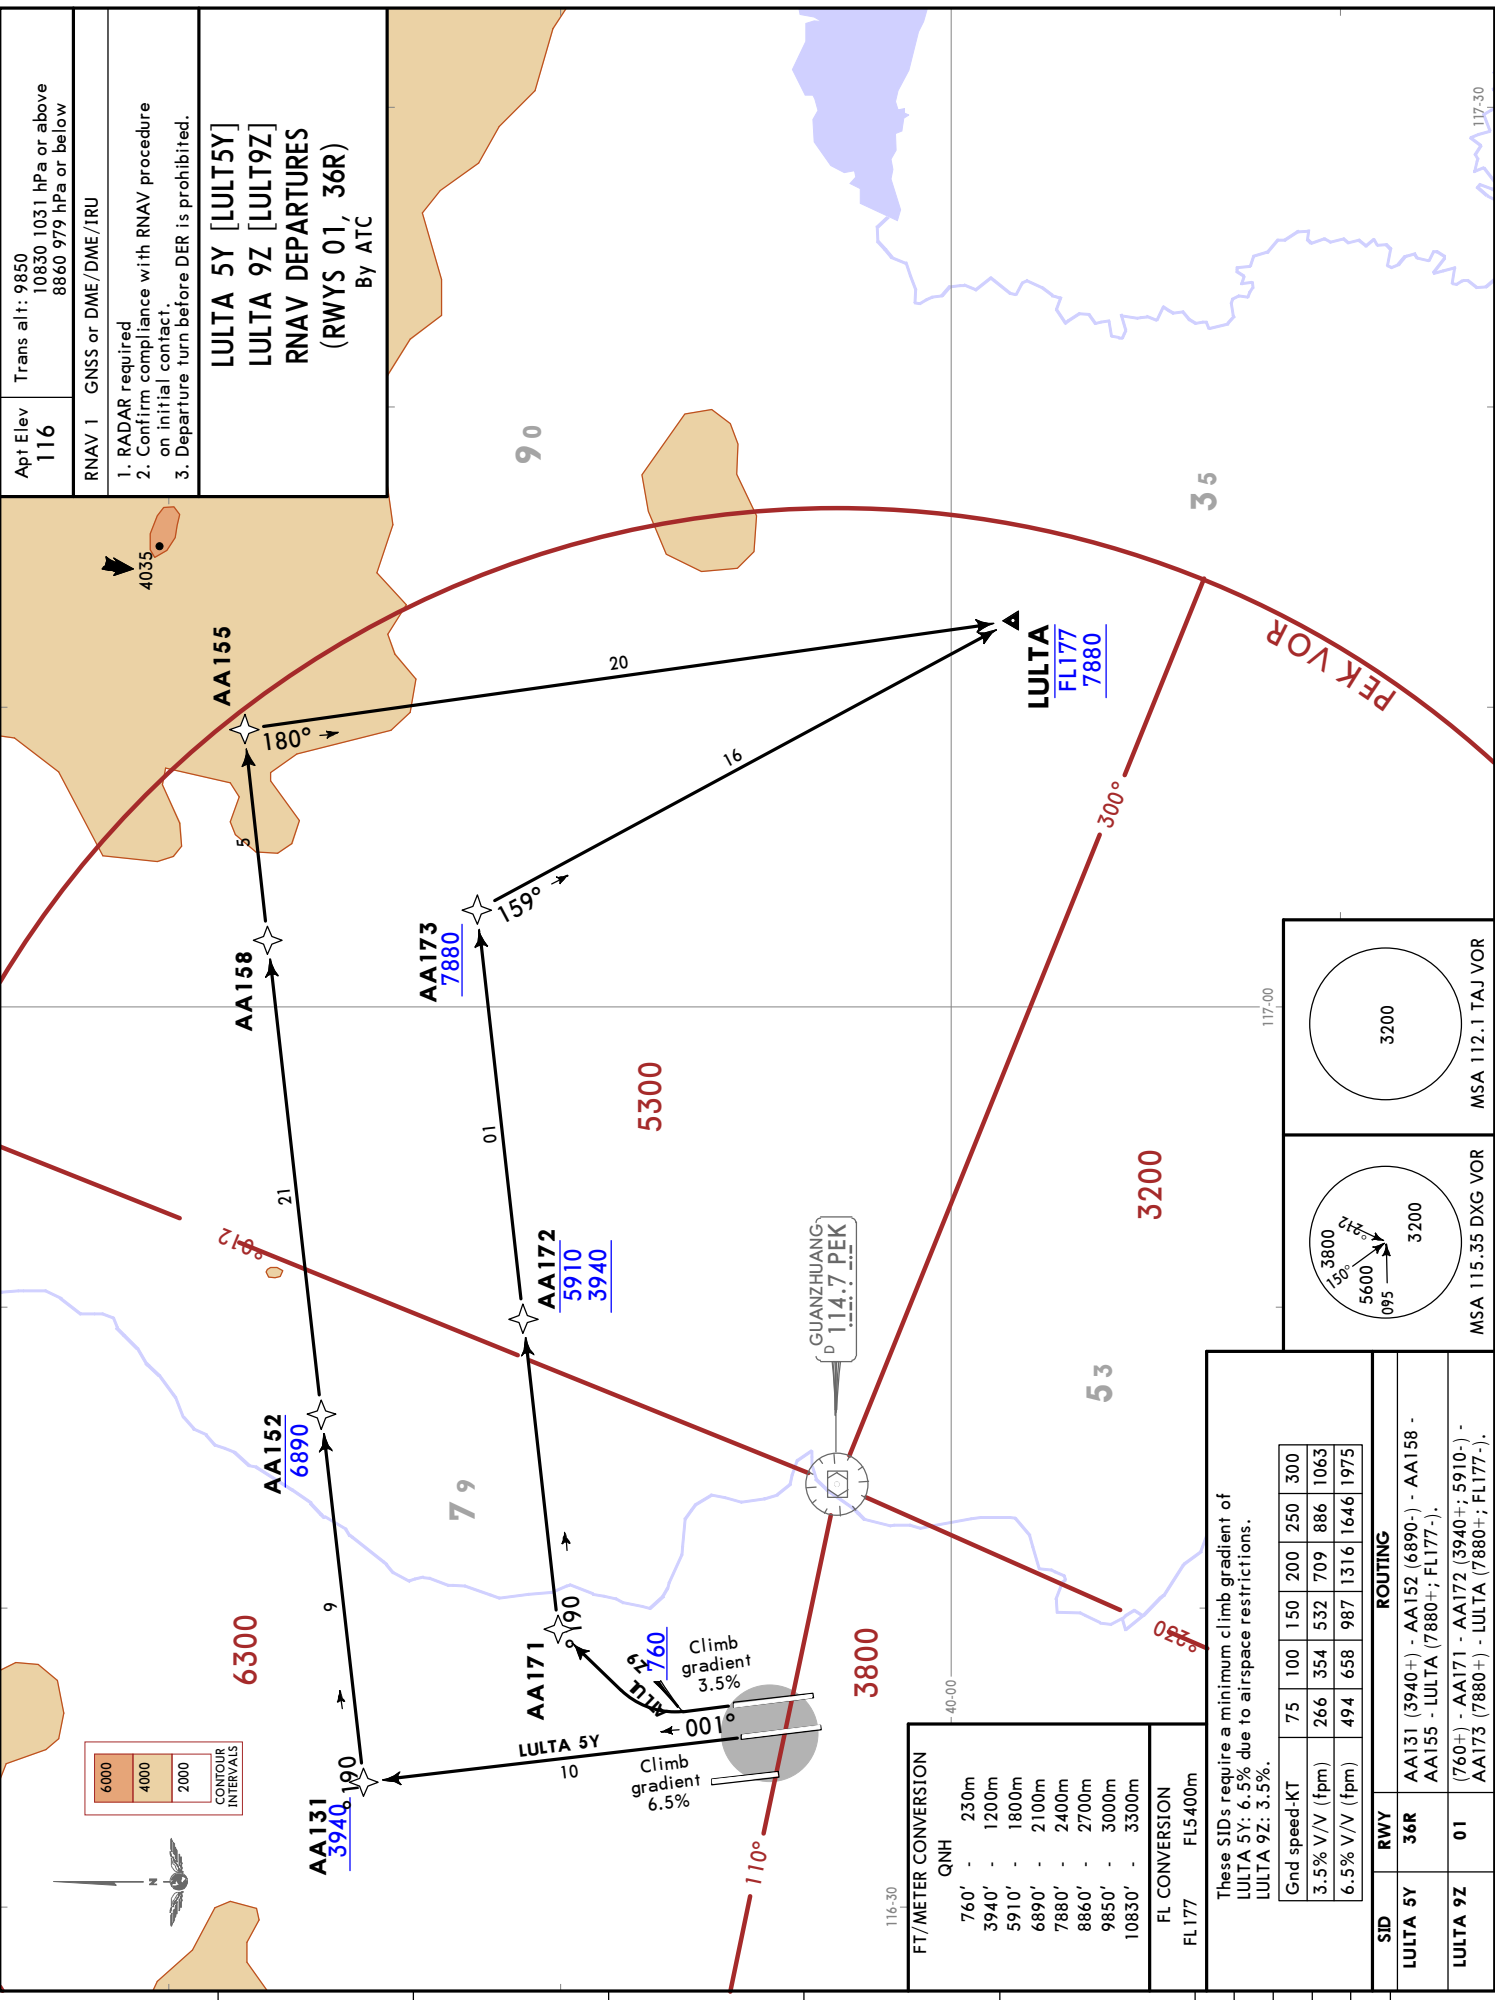 Apt Elev
116
Trans alt: 9850
10830 1031 hPa or above
8860 979 hPa or below
RNAV 1 GNSS or DME/DME/IRU
1. RADAR required
2. Confirm compliance with RNAV procedure
on initial contact.
3. Departure turn before DER is prohibited.
LULTA 5Y [LULT5Y]
LULTA 9Z [LULT9Z]
RNAV DEPARTURES
(RWYS 01, 36R)
By ATC
6000
4000
2000
CONTOUR
INTERVALS
N
4035
AA131
3940
190°
9
6300
AA152
6890
21
012°
AA158
5
AA155
180°
20
LULTA 5Y
10
Climb
gradient
6.5%
001°
Climb
gradient
3.5%
760
LULTA 9Z
AA171
190°
79
AA172
5910
3940
10
AA173
7880
159°
16
90
35
53
5300
3200
3800
LULTA
FL177
7880
300°
PEK VOR
110°
220°
GUANZHUANG
D 114.7 PEK
116-30
40-00
117-00
117-30
FT/METER CONVERSION
QNH
760' - 230m
3940' - 1200m
5910' - 1800m
6890' - 2100m
7880' - 2400m
8860' - 2700m
9850' - 3000m
10830' - 3300m
FL CONVERSION
FL177 FL5400m
These SIDs require a minimum climb gradient of
LULTA 5Y: 6.5% due to airspace restrictions.
LULTA 9Z: 3.5%.
Gnd speed-KT 75 100 150 200 250 300
3.5% V/V (fpm) 266 354 532 709 886 1063
6.5% V/V (fpm) 494 658 987 1316 1646 1975
SID RWY ROUTING
LULTA 5Y 36R AA131 (3940+) - AA152 (6890-) - AA158 -
AA155 - LULTA (7880+; FL177-).
LULTA 9Z 01 (760+) - AA171 - AA172 (3940+; 5910-) -
AA173 (7880+) - LULTA (7880+; FL177-).
3800
212°
150°
5600
095
3200
MSA 115.35 DXG VOR
3200
MSA 112.1 TAJ VOR